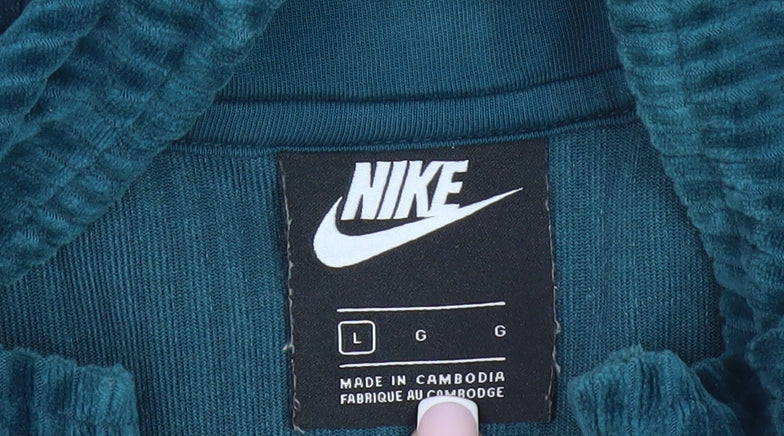 NIKE
L G G
MADE IN CAMBODIA
FABRIQUE AU CAMBODGE